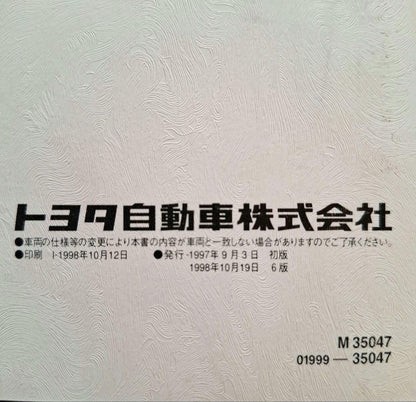 トヨタ自動車株式会社
●車両の仕様等の変更により本書の内容が車両と一致しない場合がありますのでご了承ください。
●印刷 I-1998年10月12日 ●発行-1997年9月3日 初版
1998年10月19日 6版
M 35047
01999 — 35047